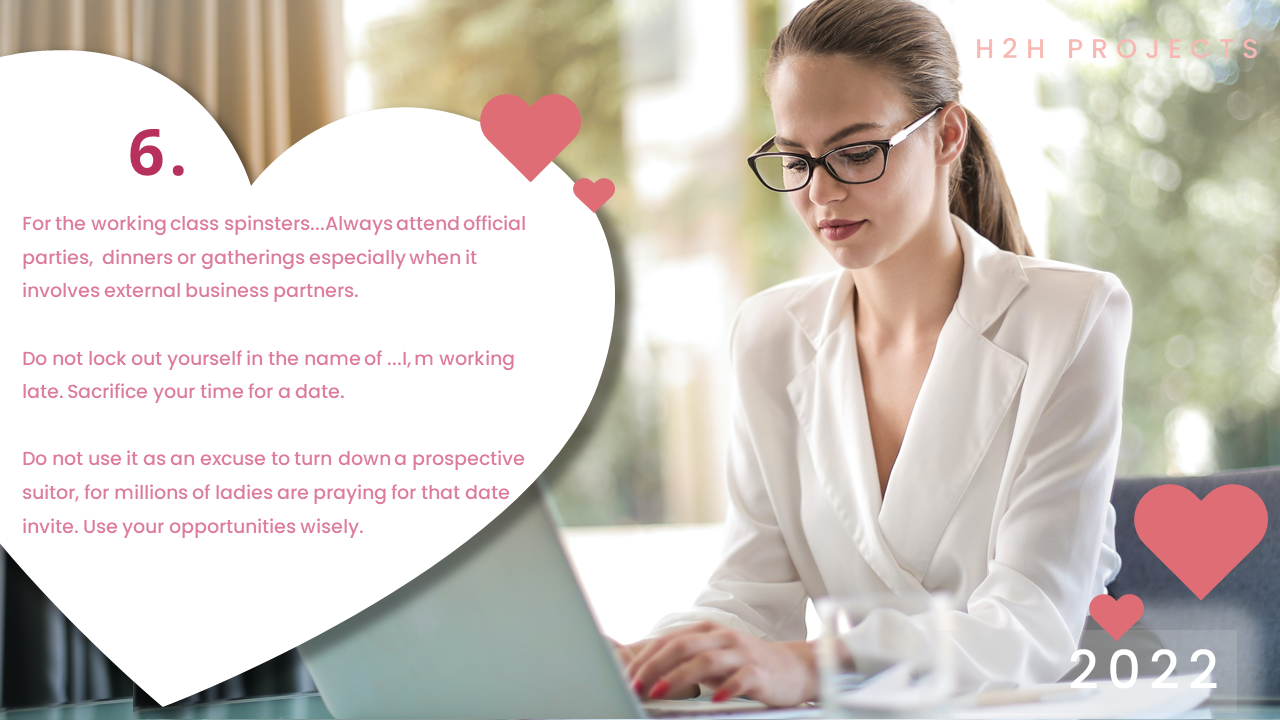 H2H PROJECTS
6.
For the working class spinsters...Always attend official
parties, dinners or gatherings especially when it
involves external business partners.
Do not lock out yourself in the name of ...I,m working
late. Sacrifice your time for a date.
Do not use it as an excuse to turn down a prospective
suitor, for millions of ladies are praying for that date
invite. Use your opportunities wisely.
2022